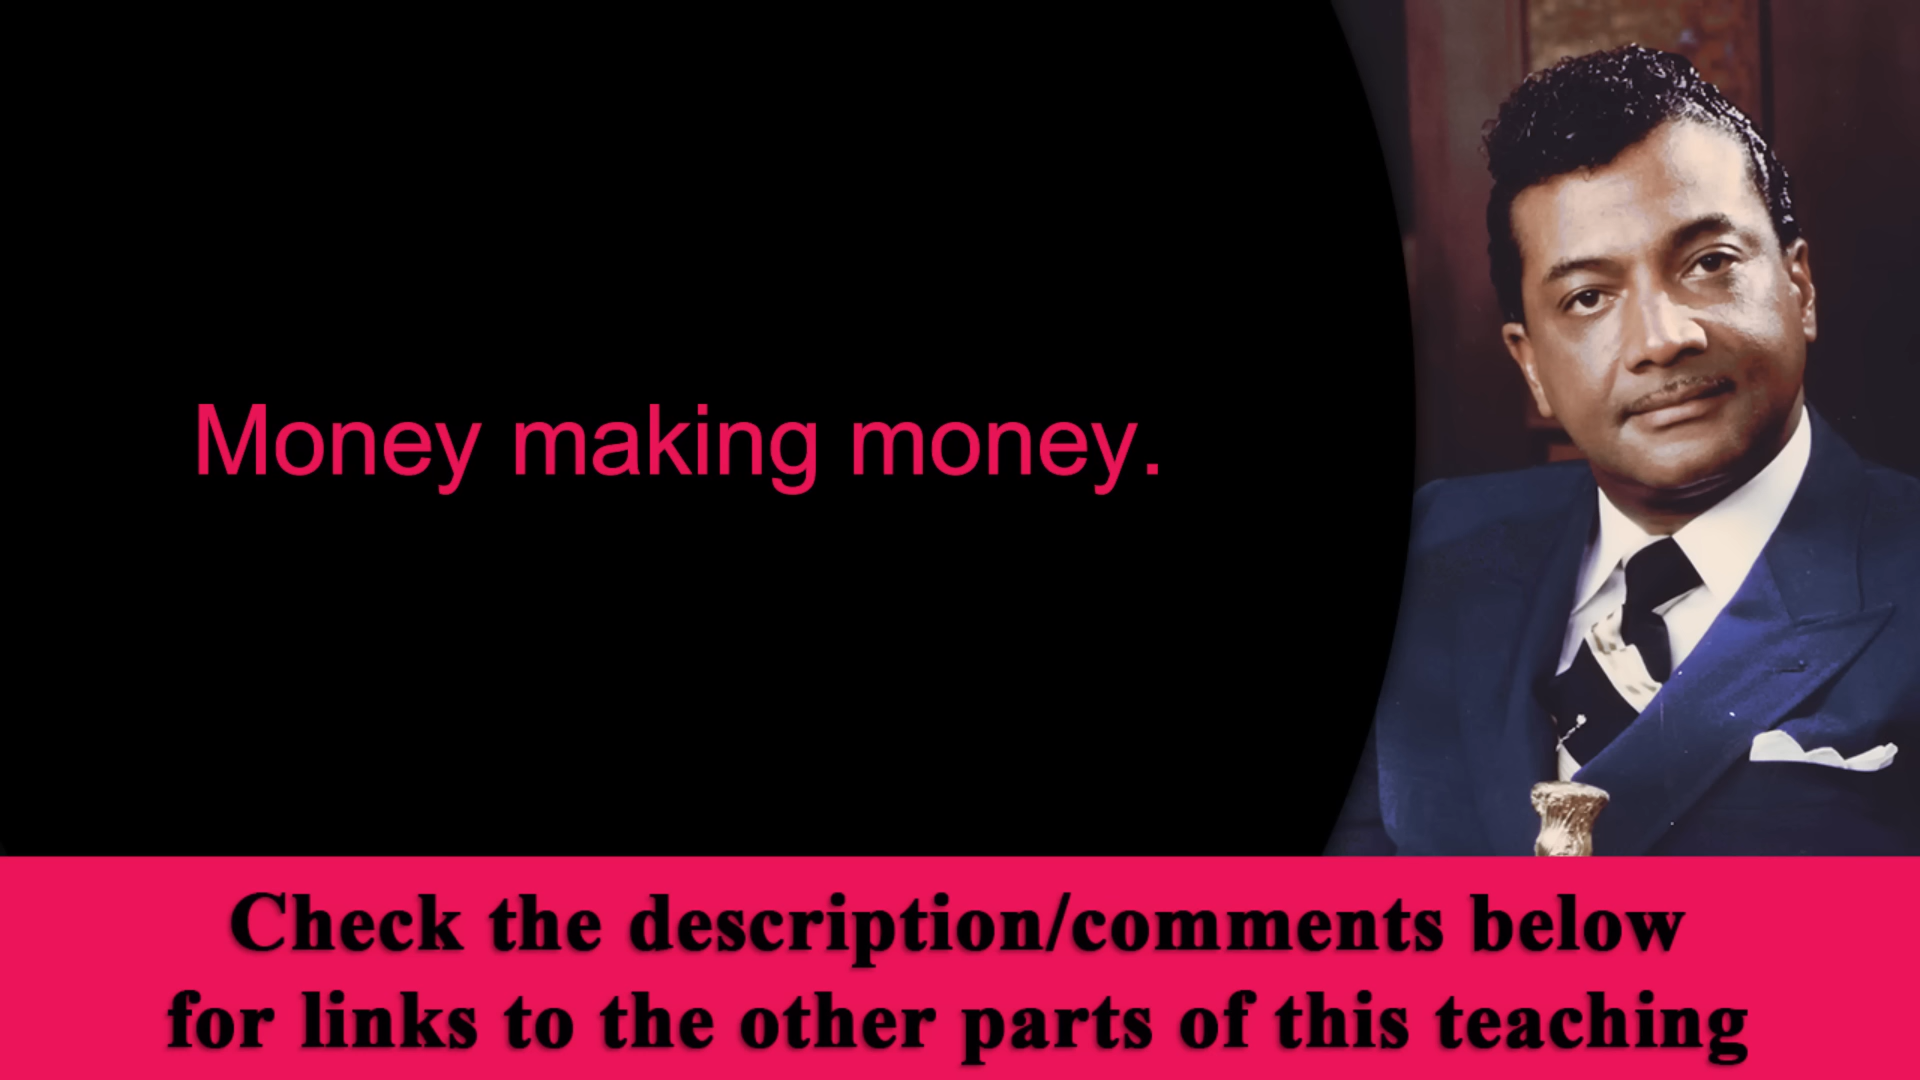 Money making money.
Check the description/comments below
for links to the other parts of this teaching